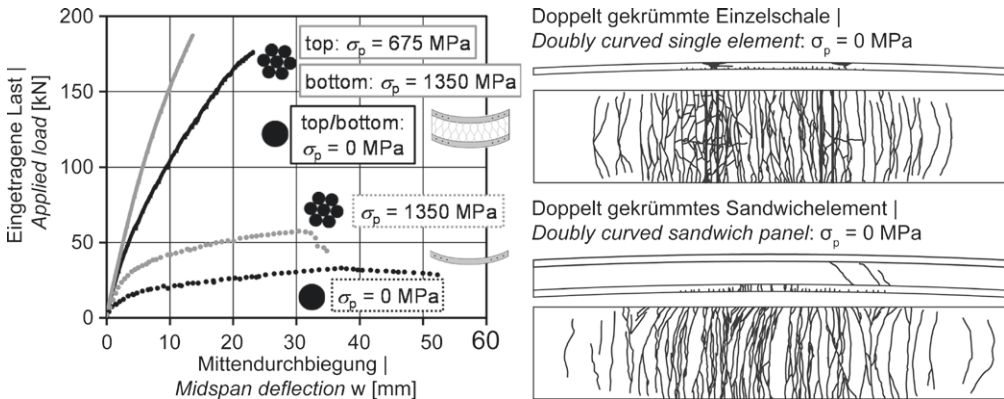 Eingetragene Last |
Applied load [kN]
200
150
100
50
0
0
10
20
30
40
50
60
Mittendurchbiegung |
Midspan deflection w [mm]
top: σp = 675 MPa
bottom: σp = 1350 MPa
top/bottom:
σp = 0 MPa
σp = 1350 MPa
σp = 0 MPa
Doppelt gekrümmte Einzelschale |
Doubly curved single element: σp = 0 MPa
Doppelt gekrümmtes Sandwichelement |
Doubly curved sandwich panel: σp = 0 MPa